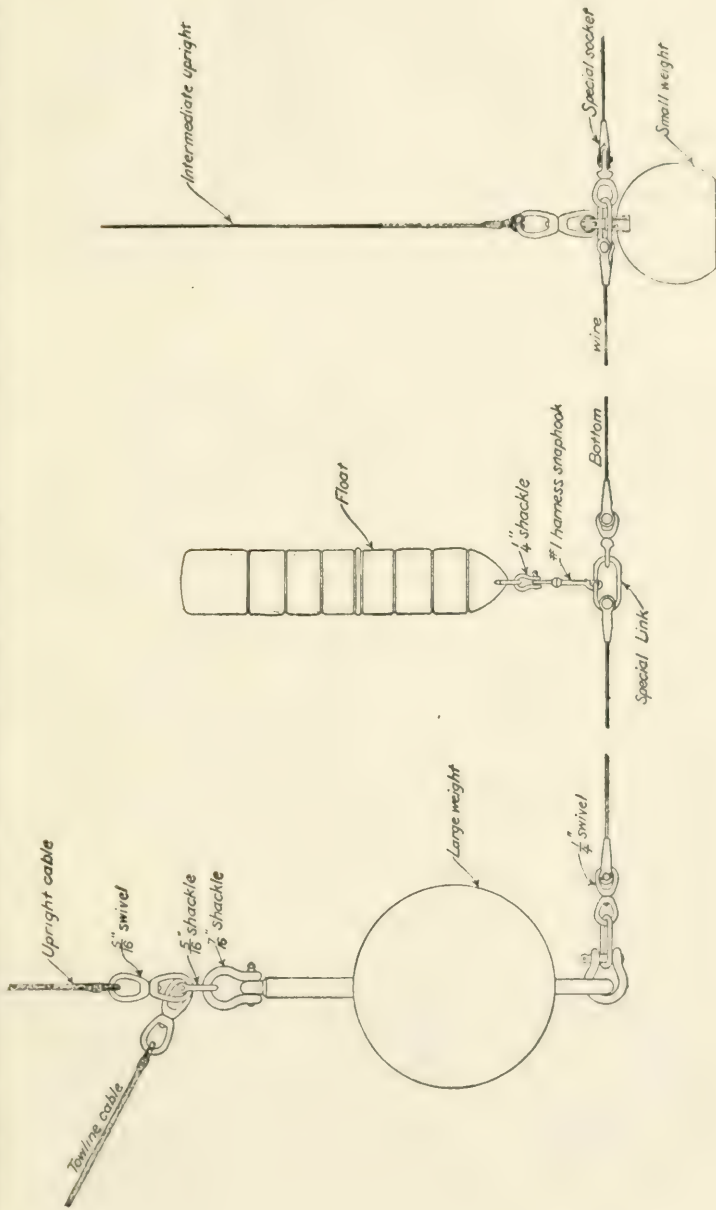 Intermediate upright
Special socket
Small weight
wire
Bottom
Float
1/4" shackle
#1 harness snaphook
Special Link
Upright cable
5/16" swivel
5/16" shackle
7/16" shackle
Towline cable
Large weight
1/4" swivel